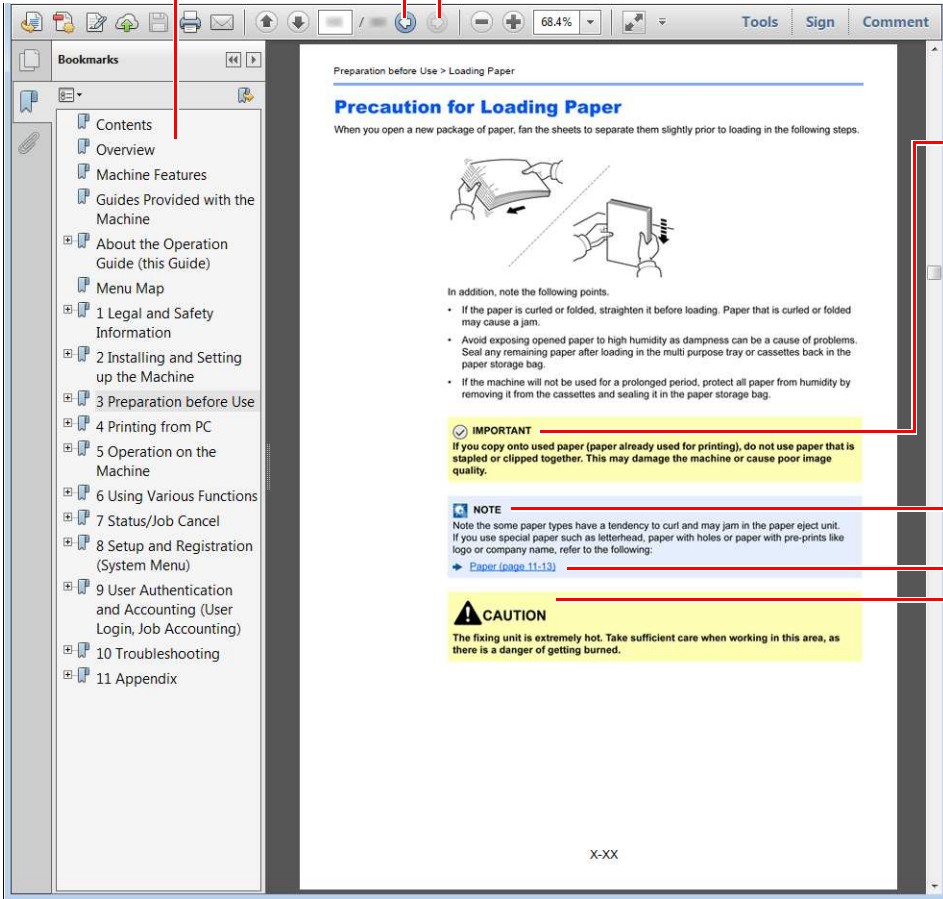 /
68.4%
Tools
Sign
Comment
Bookmarks
Contents
Overview
Machine Features
Guides Provided with the
Machine
About the Operation
Guide (this Guide)
Menu Map
1 Legal and Safety
Information
2 Installing and Setting
up the Machine
3 Preparation before Use
4 Printing from PC
5 Operation on the
Machine
6 Using Various Functions
7 Status/Job Cancel
8 Setup and Registration
(System Menu)
9 User Authentication
and Accounting (User
Login, Job Accounting)
10 Troubleshooting
11 Appendix
Preparation before Use > Loading Paper
Precaution for Loading Paper
When you open a new package of paper, fan the sheets to separate them slightly prior to loading in the following steps.
In addition, note the following points.
• If the paper is curled or folded, straighten it before loading. Paper that is curled or folded
may cause a jam.
• Avoid exposing opened paper to high humidity as dampness can be a cause of problems.
Seal any remaining paper after loading in the multi purpose tray or cassettes back in the
paper storage bag.
• If the machine will not be used for a prolonged period, protect all paper from humidity by
removing it from the cassettes and sealing it in the paper storage bag.
IMPORTANT
If you copy onto used paper (paper already used for printing), do not use paper that is
stapled or clipped together. This may damage the machine or cause poor image
quality.
NOTE
Note the some paper types have a tendency to curl and may jam in the paper eject unit.
If you use special paper such as letterhead, paper with holes or paper with pre-prints like
logo or company name, refer to the following:
Paper (page 11-13)
CAUTION
The fixing unit is extremely hot. Take sufficient care when working in this area, as
there is a danger of getting burned.
X-XX